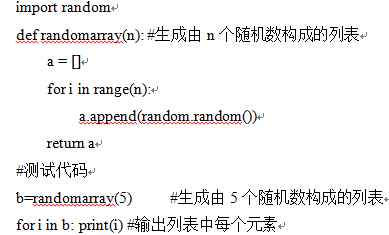 import random
def randomarray(n): #生成由 n 个随机数构成的列表
a = []
for i in range(n):
a.append(random.random())
return a
#测试代码
b=randomarray(5) #生成由 5 个随机数构成的列表
for i in b: print(i) #输出列表中每个元素